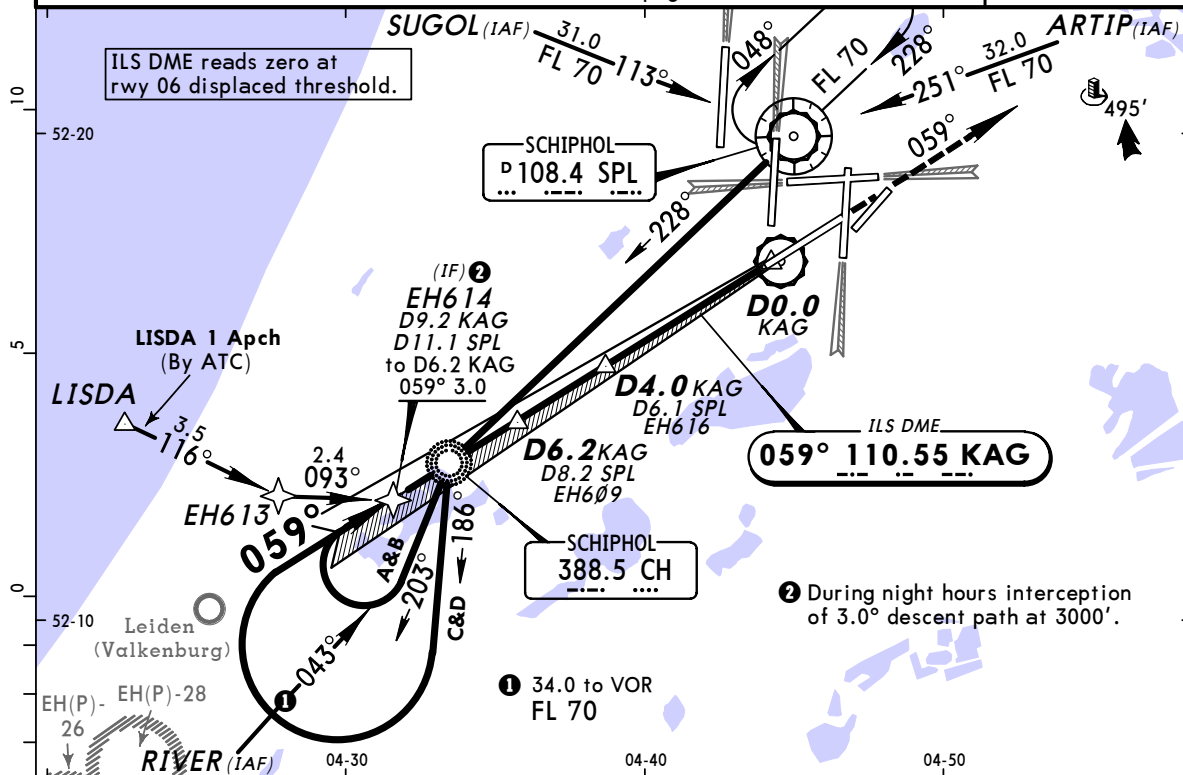 SUGOL (IAF)
31.0
FL 70
113°
048°
FL 70
228°
ARTIP (IAF)
32.0
251°
FL 70
ILS DME reads zero at
rwy 06 displaced threshold.
495'
059°
10
52-20
SCHIPHOL
D 108.4 SPL
228°
(IF) 2
EH614
D9.2 KAG
D11.1 SPL
to D6.2 KAG
059° 3.0
D0.0
KAG
LISDA 1 Apch
(By ATC)
5
LISDA
3.5
116°
D4.0 KAG
D6.1 SPL
EH616
ILS DME
059° 110.55 KAG
2.4
093°
D6.2 KAG
D8.2 SPL
EH6Ø9
EH613
059°
186°
A&B
203°
C&D
SCHIPHOL
388.5 CH
0
52-10
Leiden
(Valkenburg)
2 During night hours interception
of 3.0° descent path at 3000'.
043°
1
1 34.0 to VOR
FL 70
EH(P)-
26
EH(P)-28
RIVER (IAF)
04-30
04-40
04-50